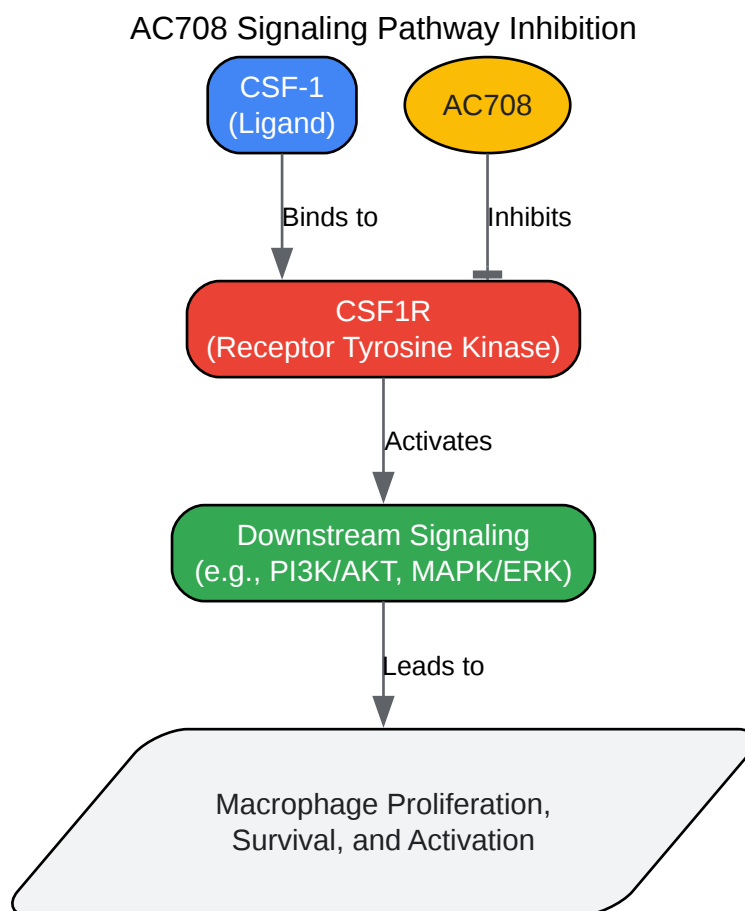 AC708 Signaling Pathway Inhibition
CSF-1
(Ligand)
AC708
Binds to
Inhibits
CSF1R
(Receptor Tyrosine Kinase)
Activates
Downstream Signaling
(e.g., PI3K/AKT, MAPK/ERK)
Leads to
Macrophage Proliferation,
Survival, and Activation